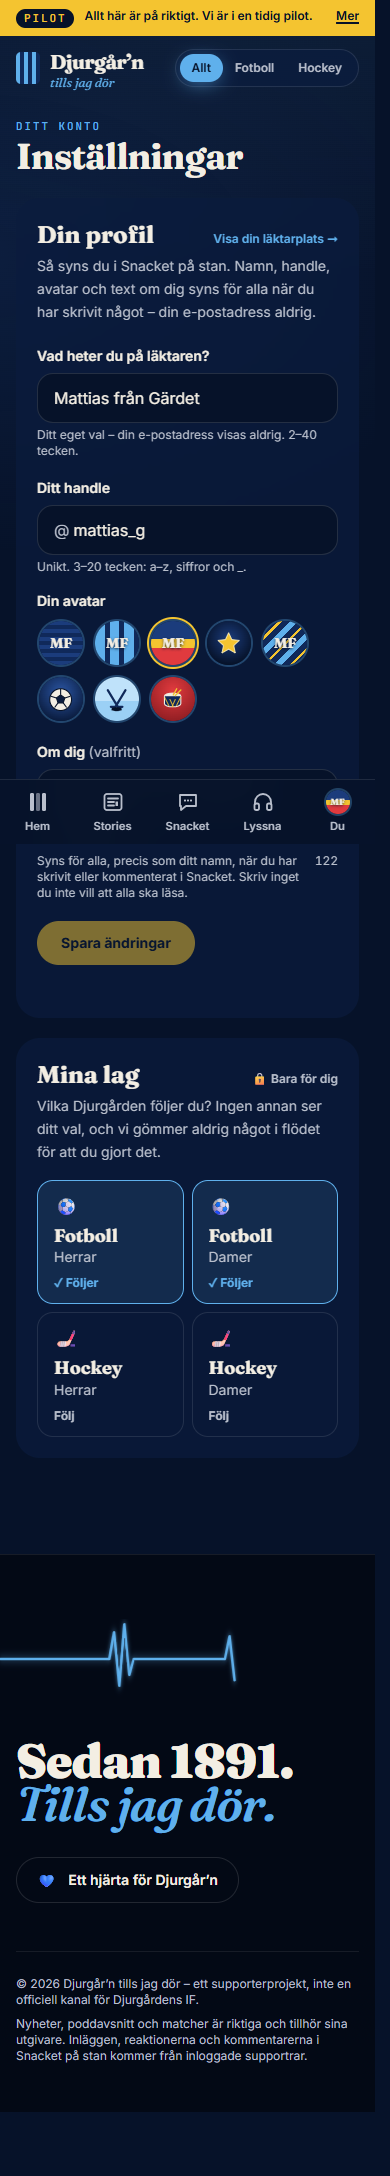 PILOT Allt här är på riktigt. Vi är i en tidig pilot. Mer
Djurgår’n
tills jag dör
Allt Fotboll Hockey
DITT KONTO
Inställningar
Din profil Visa din läktarplats →
Så syns du i Snacket på stan. Namn, handle,
avatar och text om dig syns för alla när du
har skrivit något – din e-postadress aldrig.
Vad heter du på läktaren?
Mattias från Gärdet
Ditt eget val – din e-postadress visas aldrig. 2–40
tecken.
Ditt handle
@ mattias_g
Unikt. 3–20 tecken: a–z, siffror och _.
Din avatar
MF MF MF MF
Om dig (valfritt)
MF
Hem Stories Snacket Lyssna Du
Syns för alla, precis som ditt namn, när du har 122
skrivit eller kommenterat i Snacket. Skriv inget
du inte vill att alla ska läsa.
Spara ändringar
Mina lag 🔒 Bara för dig
Vilka Djurgården följer du? Ingen annan ser
ditt val, och vi gömmer aldrig något i flödet
för att du gjort det.
Fotboll Fotboll
Herrar Damer
✓ Följer ✓ Följer
Hockey Hockey
Herrar Damer
Följ Följ
Sedan 1891.
Tills jag dör.
💙 Ett hjärta för Djurgår’n
© 2026 Djurgår’n tills jag dör – ett supporterprojekt, inte en
officiell kanal för Djurgårdens IF.
Nyheter, poddavsnitt och matcher är riktiga och tillhör sina
utgivare. Inläggen, reaktionerna och kommentarerna i
Snacket på stan kommer från inloggade supportrar.